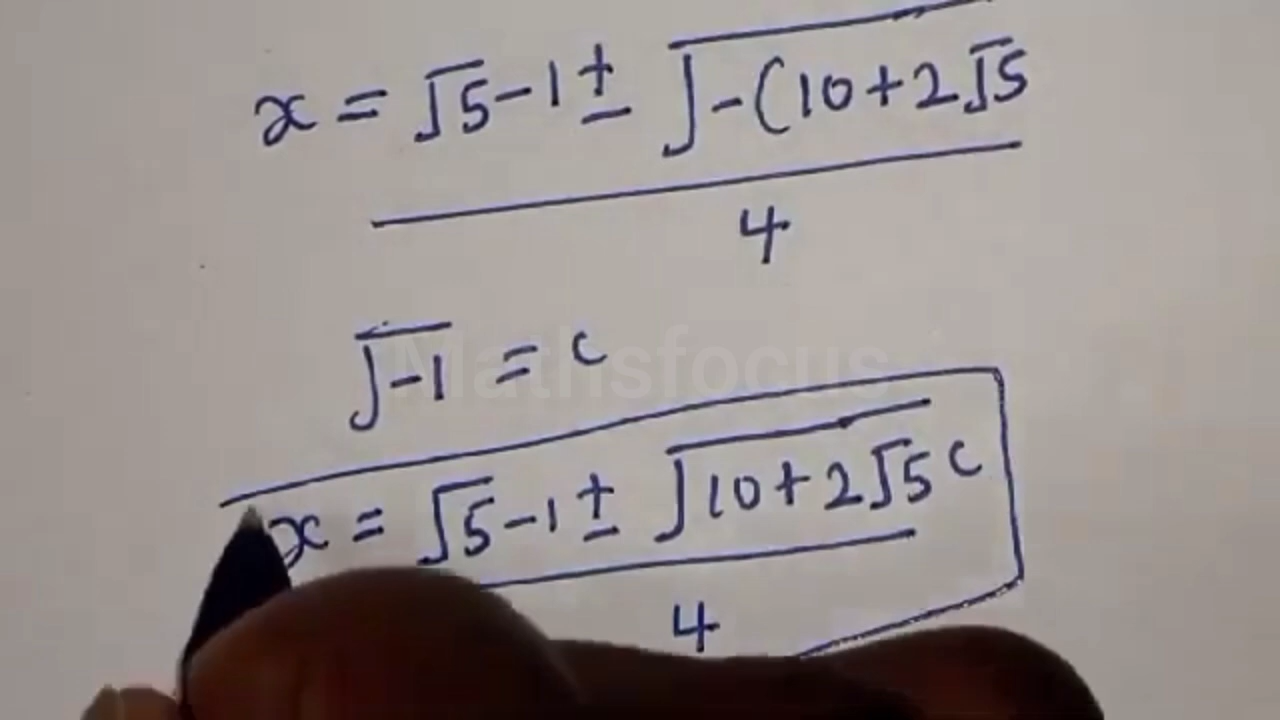 x = √5 - 1 ± √-(10 + 2√5
4
√-1 = i
Mathsfocus
x = √5 - 1 ± √10 + 2√5 i
4